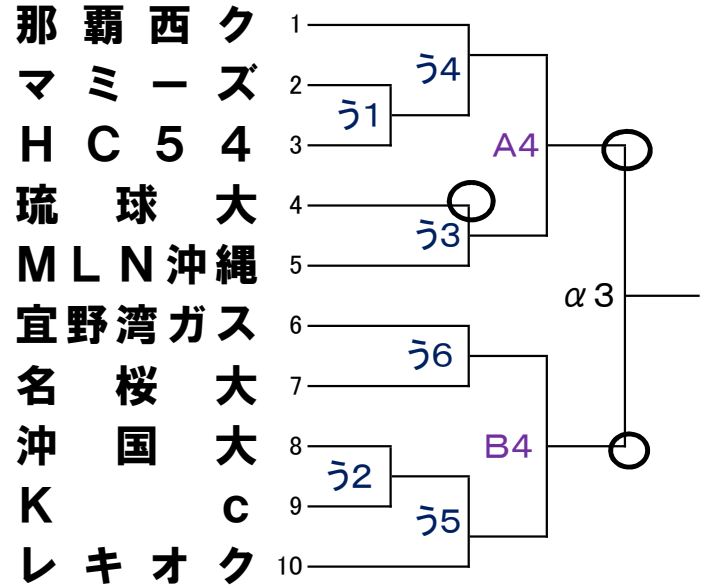 那覇西ク 1
マミーズ 2
HC54 3
琉球大 4
MLN沖縄 5
宜野湾ガス 6
名桜大 7
沖国大 8
Kc 9
レキオク 10
う4
う1
A4
う3
α3
う6
B4
う2
う5